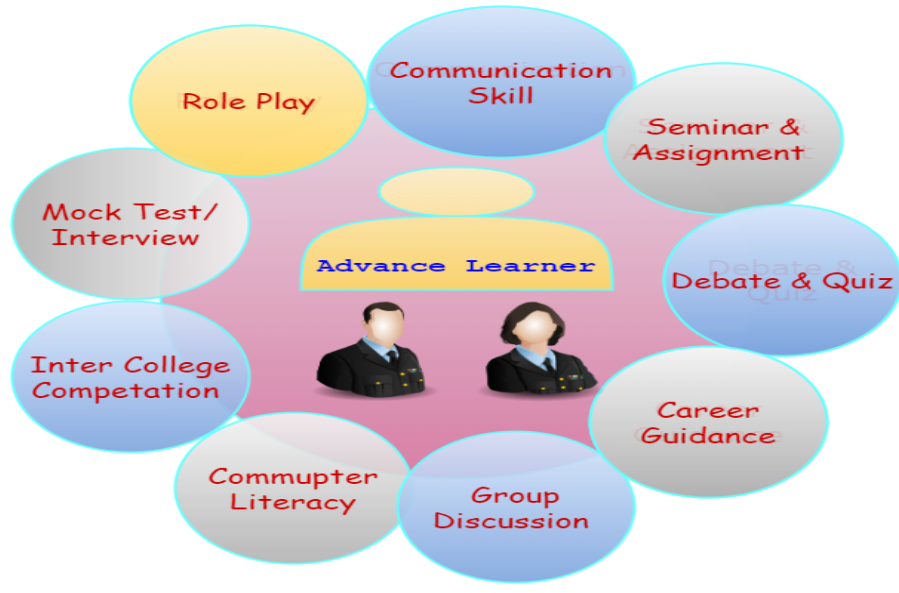 Communication
Skill
Seminar &
Assignment
Debate & Quiz
Career
Guidance
Group
Discussion
Commupter
Literacy
Inter College
Competation
Mock Test/
Interview
Role Play
Advance Learner